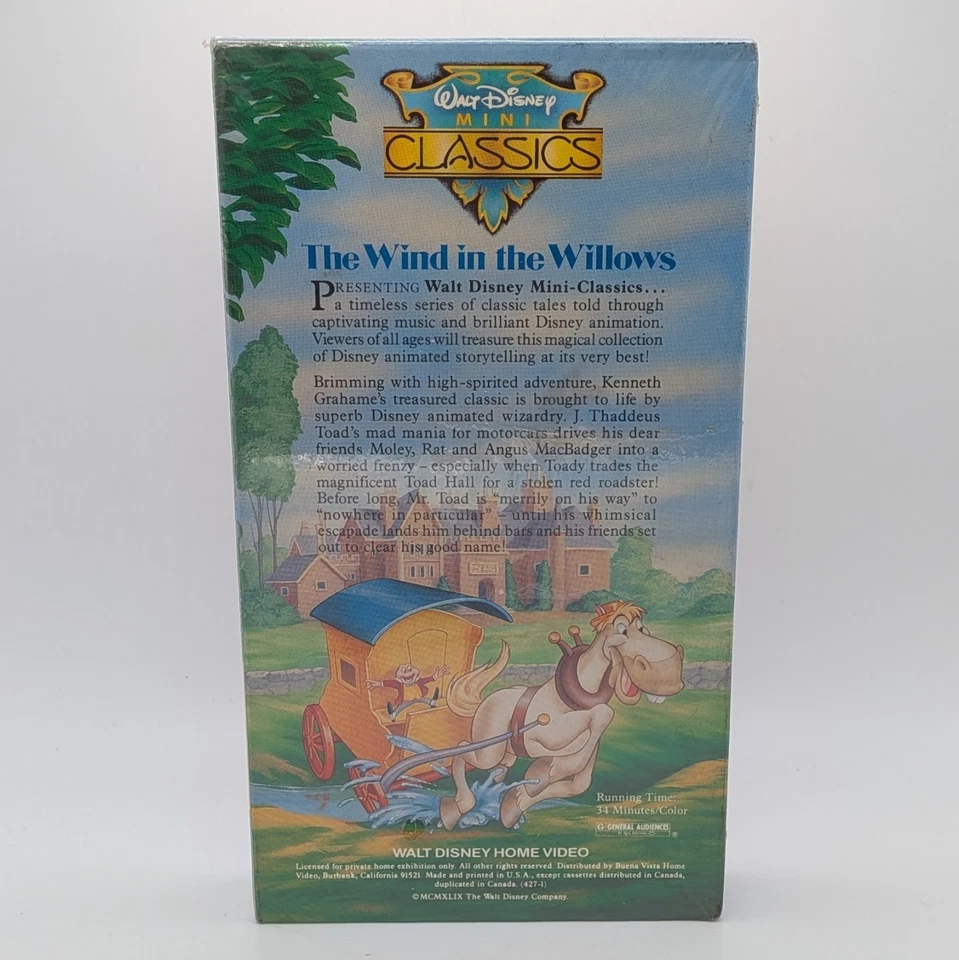 WALT DISNEY
MINI
CLASSICS
The Wind in the Willows
PRESENTING Walt Disney Mini-Classics...
a timeless series of classic tales told through
captivating music and brilliant Disney animation.
Viewers of all ages will treasure this magical collection
of Disney animated storytelling at its very best!
Brimming with high-spirited adventure, Kenneth
Grahame's treasured classic is brought to life by
superb Disney animated wizardry. J. Thaddeus
Toad's mad mania for motorcars drives his dear
friends Moley, Rat and Angus MacBadger into a
worried frenzy – especially when Toady trades the
magnificent Toad Hall for a stolen red roadster!
Before long, Mr. Toad is "merrily on his way" to
"nowhere in particular" – until his whimsical
escapade lands him behind bars and his friends set
out to clear his good name!
Running Time:
34 Minutes/Color
G GENERAL AUDIENCES
®
WALT DISNEY HOME VIDEO
Licensed for private home exhibition only. All other rights reserved. Distributed by Buena Vista Home
Video, Burbank, California 91521. Made and printed in U.S.A., except cassettes distributed in Canada,
duplicated in Canada. (427-1)
© MCMXLIX The Walt Disney Company.